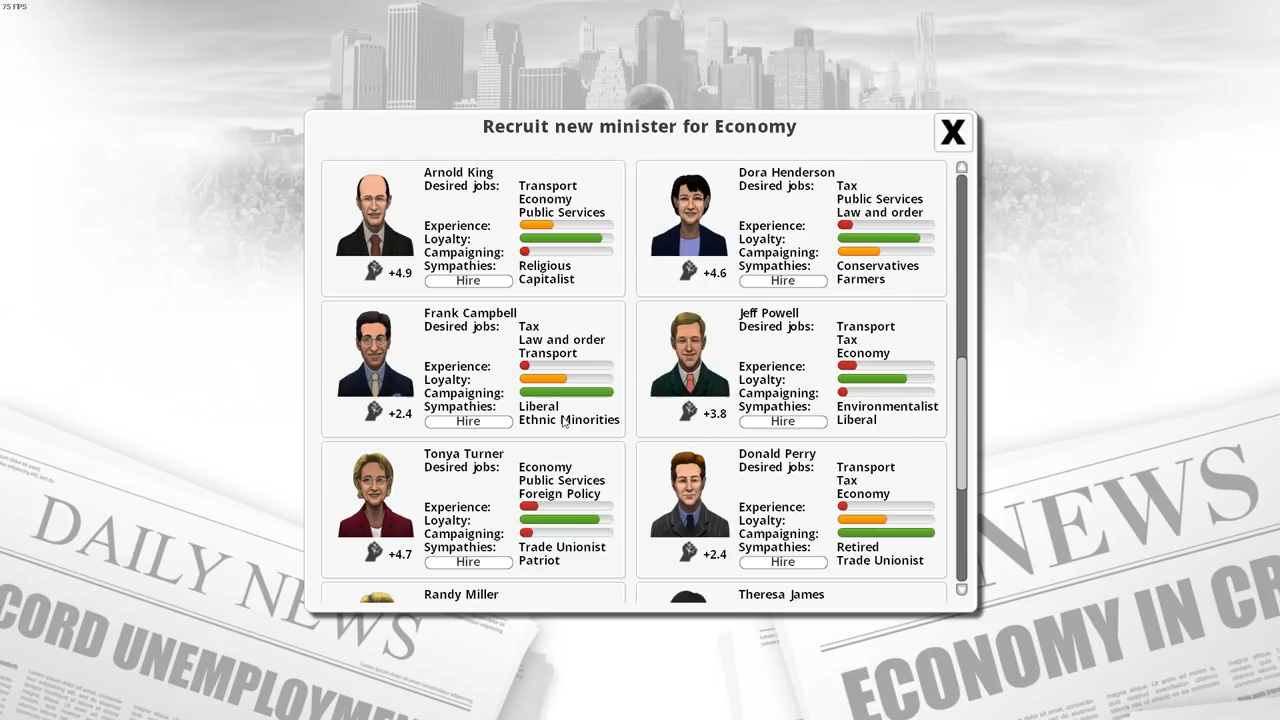 75 FPS
Recruit new minister for Economy
X
Arnold King
Desired jobs: Transport
Economy
Public Services
Experience:
Loyalty:
Campaigning:
Sympathies: Religious
Capitalist
+4.9
Hire
Dora Henderson
Desired jobs: Tax
Public Services
Law and order
Experience:
Loyalty:
Campaigning:
Sympathies: Conservatives
Farmers
+4.6
Hire
Frank Campbell
Desired jobs: Tax
Law and order
Transport
Experience:
Loyalty:
Campaigning:
Sympathies: Liberal
Ethnic Minorities
+2.4
Hire
Jeff Powell
Desired jobs: Transport
Tax
Economy
Experience:
Loyalty:
Campaigning:
Sympathies: Environmentalist
Liberal
+3.8
Hire
Tonya Turner
Desired jobs: Economy
Public Services
Foreign Policy
Experience:
Loyalty:
Campaigning:
Sympathies: Trade Unionist
Patriot
+4.7
Hire
Donald Perry
Desired jobs: Transport
Tax
Economy
Experience:
Loyalty:
Campaigning:
Sympathies: Retired
Trade Unionist
+2.4
Hire
Randy Miller
Theresa James
DAILY NEWS
CORD UNEMPLOYME
NEWS
ECONOMY IN CR